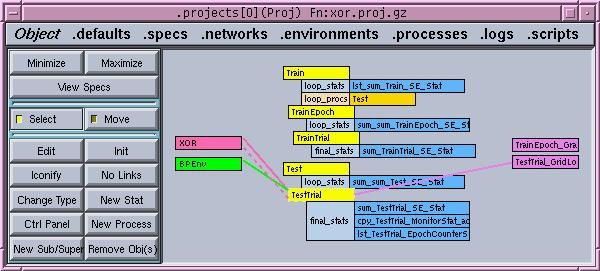 .projects[0](Proj) Fn:xor.proj.gz
Object .defaults .specs .networks .environments .processes .logs .scripts
Minimize Maximize
View Specs
Select Move
Edit Init
Iconify No Links
Change Type New Stat
Ctrl Panel New Process
New Sub/Super Remove Obj(s)
Train
loop_stats lst_sum_Train_SE_Stat
loop_procs Test
TrainEpoch
loop_stats sum_sum_TrainEpoch_SE_St
TrainTrial
final_stats sum_TrainTrial_SE_Stat
XOR
BPEnv
Test
loop_stats sum_sum_Test_SE_Stat
TestTrial
final_stats
sum_TestTrial_SE_Stat
cpy_TestTrial_MonitorStat_ac
lst_TestTrial_EpochCounterS
TrainEpoch_Gra
TestTrial_GridLo